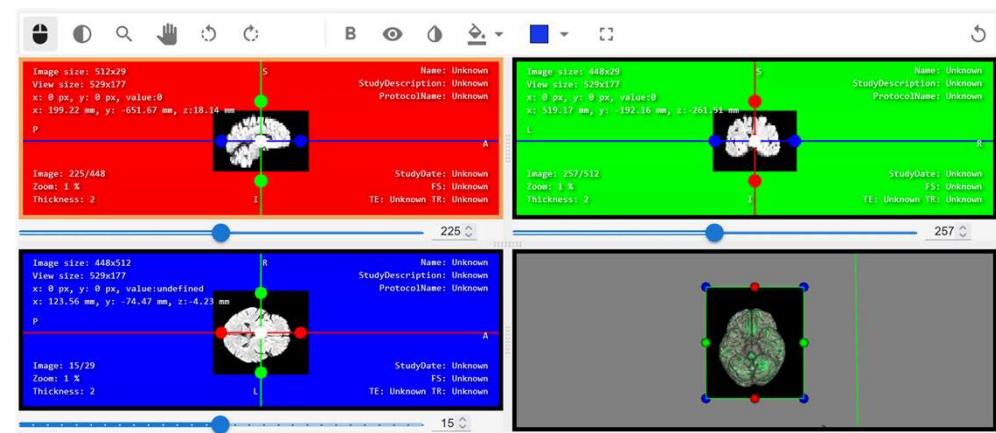 B
Image size: 512x29
View size: 529x177
x: 0 px, y: 0 px, value:0
x: 199.22 mm, y: -651.67 mm, z:18.14 mm
S
Name: Unknown
StudyDescription: Unknown
ProtocolName: Unknown
P
A
Image: 225/448
Zoom: 1 %
Thickness: 2
I
StudyDate: Unknown
FS: Unknown
TE: Unknown TR: Unknown
225
Image size: 448x29
View size: 529x177
x: 0 px, y: 0 px, value:0
x: 519.17 mm, y: -192.16 mm, z:-261.51 mm
S
Name: Unknown
StudyDescription: Unknown
ProtocolName: Unknown
L
R
Image: 257/512
Zoom: 1 %
Thickness: 2
I
StudyDate: Unknown
FS: Unknown
TE: Unknown TR: Unknown
257
Image size: 448x512
View size: 529x177
x: 0 px, y: 0 px, value:undefined
x: 123.56 mm, y: -74.47 mm, z:-4.23 mm
R
Name: Unknown
StudyDescription: Unknown
ProtocolName: Unknown
P
A
Image: 15/29
Zoom: 1 %
Thickness: 2
L
StudyDate: Unknown
FS: Unknown
TE: Unknown TR: Unknown
15